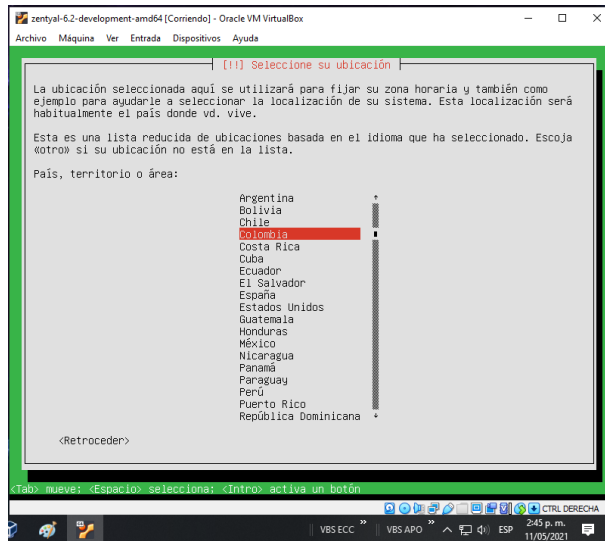 zentyal-6.2-development-amd64 [Corriendo] - Oracle VM VirtualBox
Archivo Máquina Ver Entrada Dispositivos Ayuda
[!!] Seleccione su ubicación
La ubicación seleccionada aquí se utilizará para fijar su zona horaria y también como
ejemplo para ayudarle a seleccionar la localización de su sistema. Esta localización será
habitualmente el país donde vd. vive.
Esta es una lista reducida de ubicaciones basada en el idioma que ha seleccionado. Escoja
«otro» si su ubicación no está en la lista.
País, territorio o área:
Argentina
Bolivia
Chile
Colombia
Costa Rica
Cuba
Ecuador
El Salvador
España
Estados Unidos
Guatemala
Honduras
México
Nicaragua
Panamá
Paraguay
Perú
Puerto Rico
República Dominicana
<Retroceder>
<Tab> mueve; <Espacio> selecciona; <Intro> activa un botón
CTRL DERECHA
VBS ECC » VBS APO » ESP 2:45 p. m.
11/05/2021